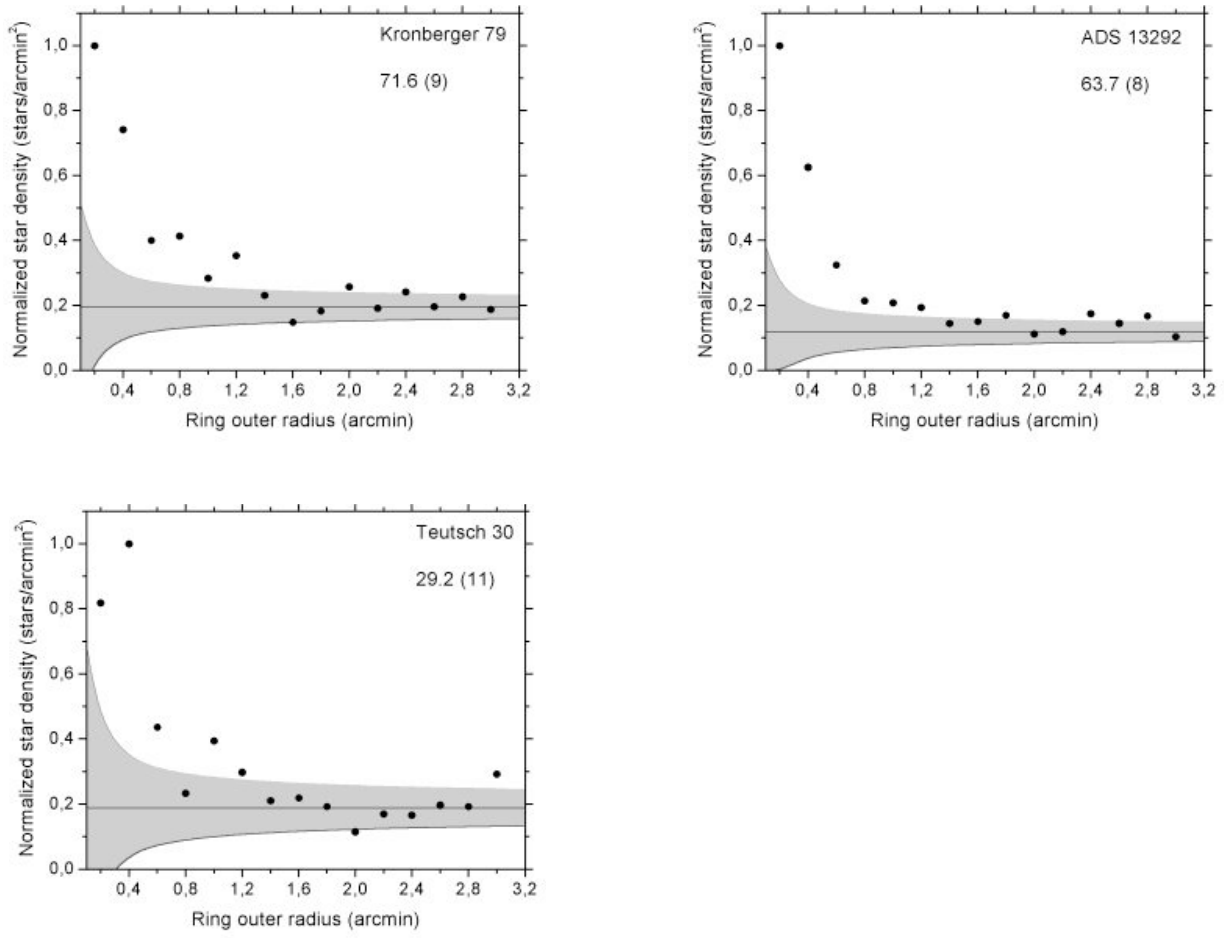 Kronberger 79
71.6 (9)
Normalized star density (stars/arcmin²)
1,0
0,8
0,6
0,4
0,2
0,0
0,4 0,8 1,2 1,6 2,0 2,4 2,8 3,2
Ring outer radius (arcmin)
ADS 13292
63.7 (8)
Normalized star density (stars/arcmin²)
1,0
0,8
0,6
0,4
0,2
0,0
0,4 0,8 1,2 1,6 2,0 2,4 2,8 3,2
Ring outer radius (arcmin)
Teutsch 30
29.2 (11)
Normalized star density (stars/arcmin²)
1,0
0,8
0,6
0,4
0,2
0,0
0,4 0,8 1,2 1,6 2,0 2,4 2,8 3,2
Ring outer radius (arcmin)